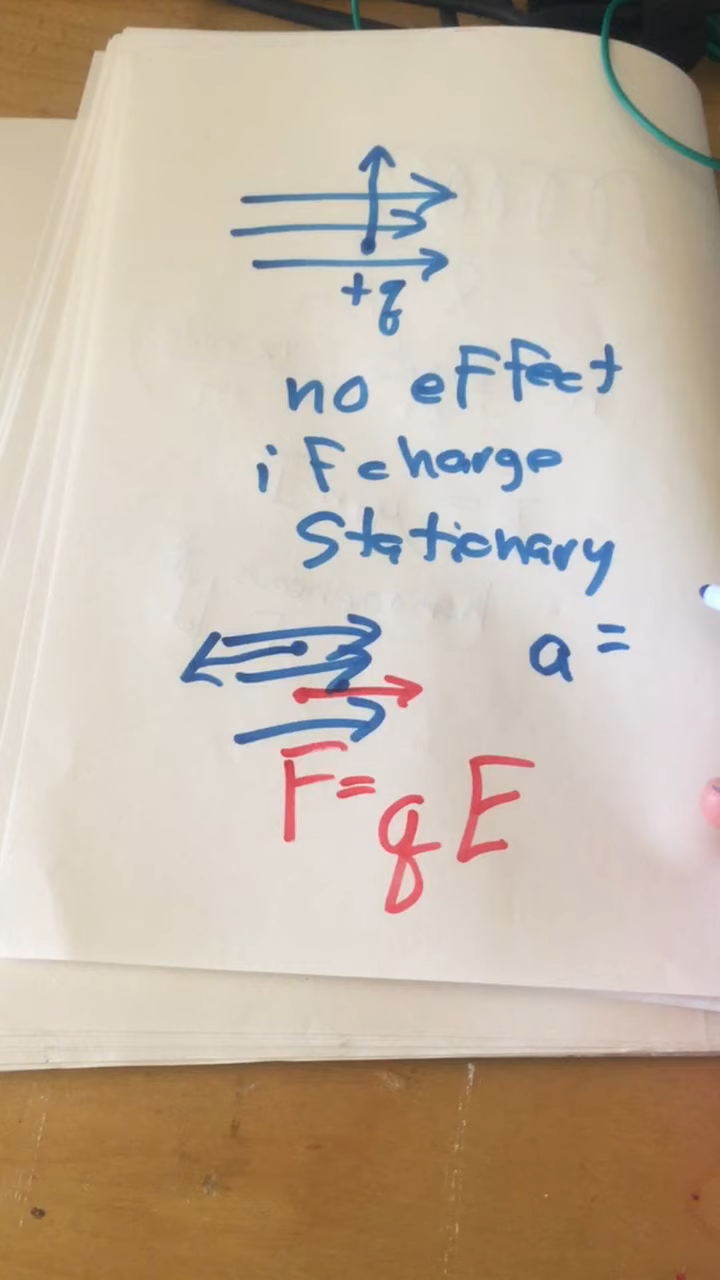 +q
no effect
if charge
stationary
a =
F = qE